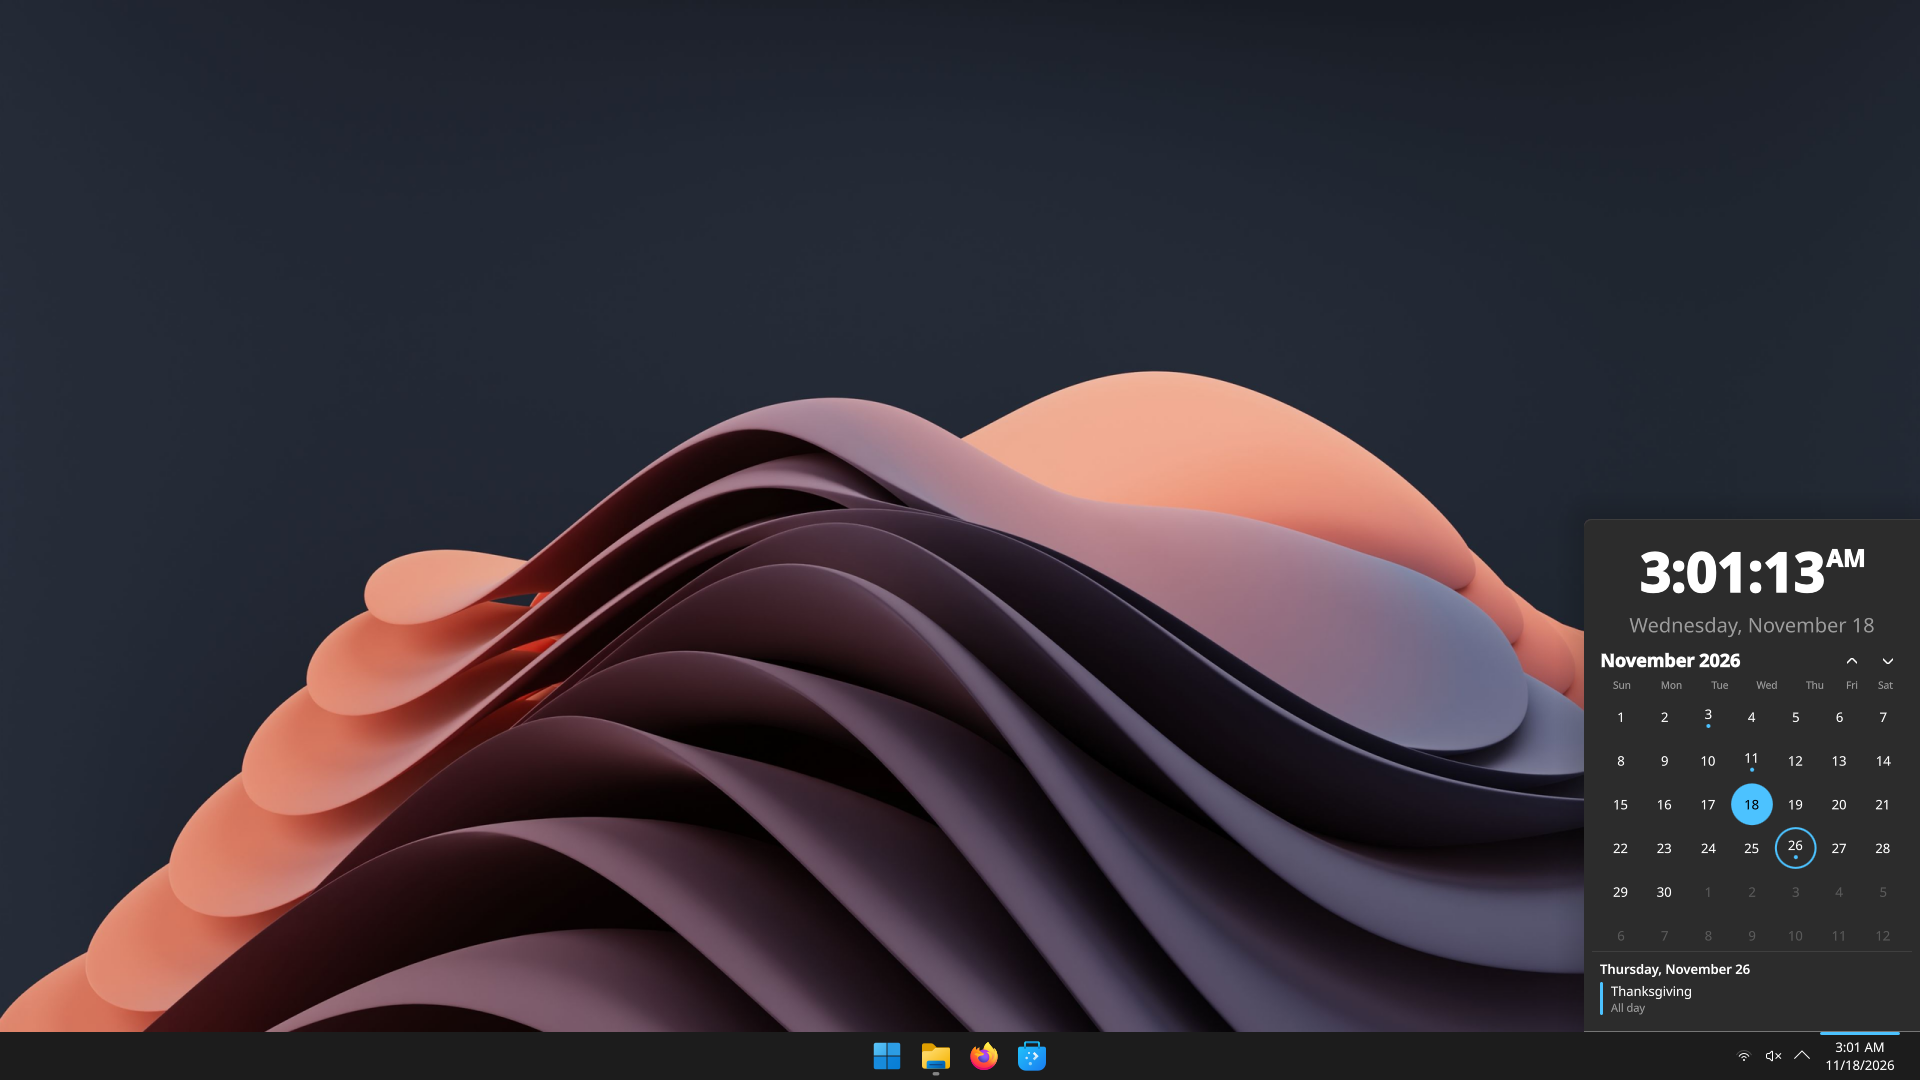 3:01:13 AM
Wednesday, November 18
November 2026
Sun Mon Tue Wed Thu Fri Sat
1 2 3 4 5 6 7
8 9 10 11 12 13 14
15 16 17 18 19 20 21
22 23 24 25 26 27 28
29 30 1 2 3 4 5
6 7 8 9 10 11 12
Thursday, November 26
Thanksgiving
All day
3:01 AM
11/18/2026